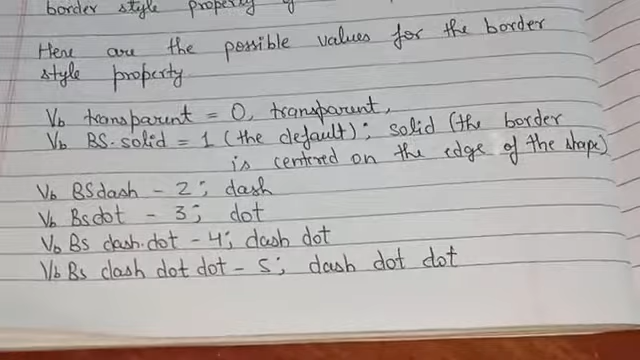 border style property of
Here are the possible values for the border
style property
Vb transparent = 0, transparent,
Vb BS.solid = 1 (the default); solid (the border
is centred on the edge of the shape)
Vb BSdash - 2; dash
Vb Bsdot - 3; dot
Vb Bs dash.dot - 4; dash dot
Vb Bs dash dot dot - 5; dash dot dot